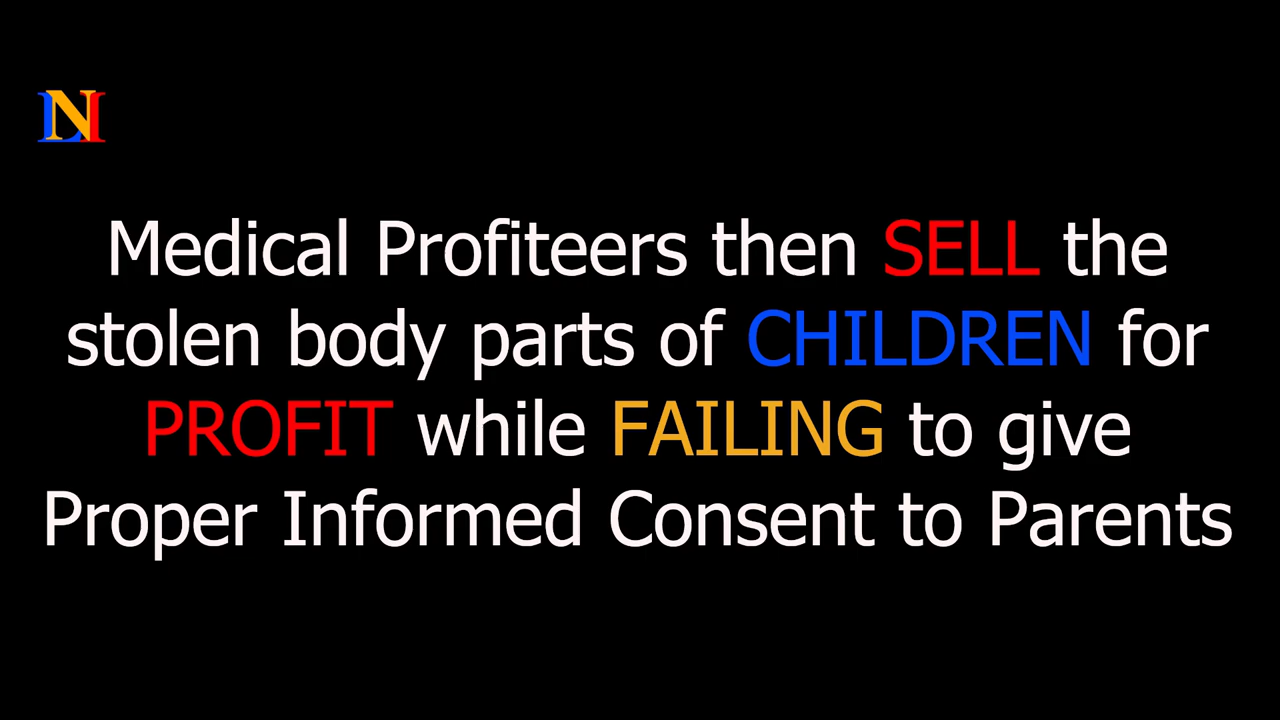 Medical Profiteers then SELL the
stolen body parts of CHILDREN for
PROFIT while FAILING to give
Proper Informed Consent to Parents